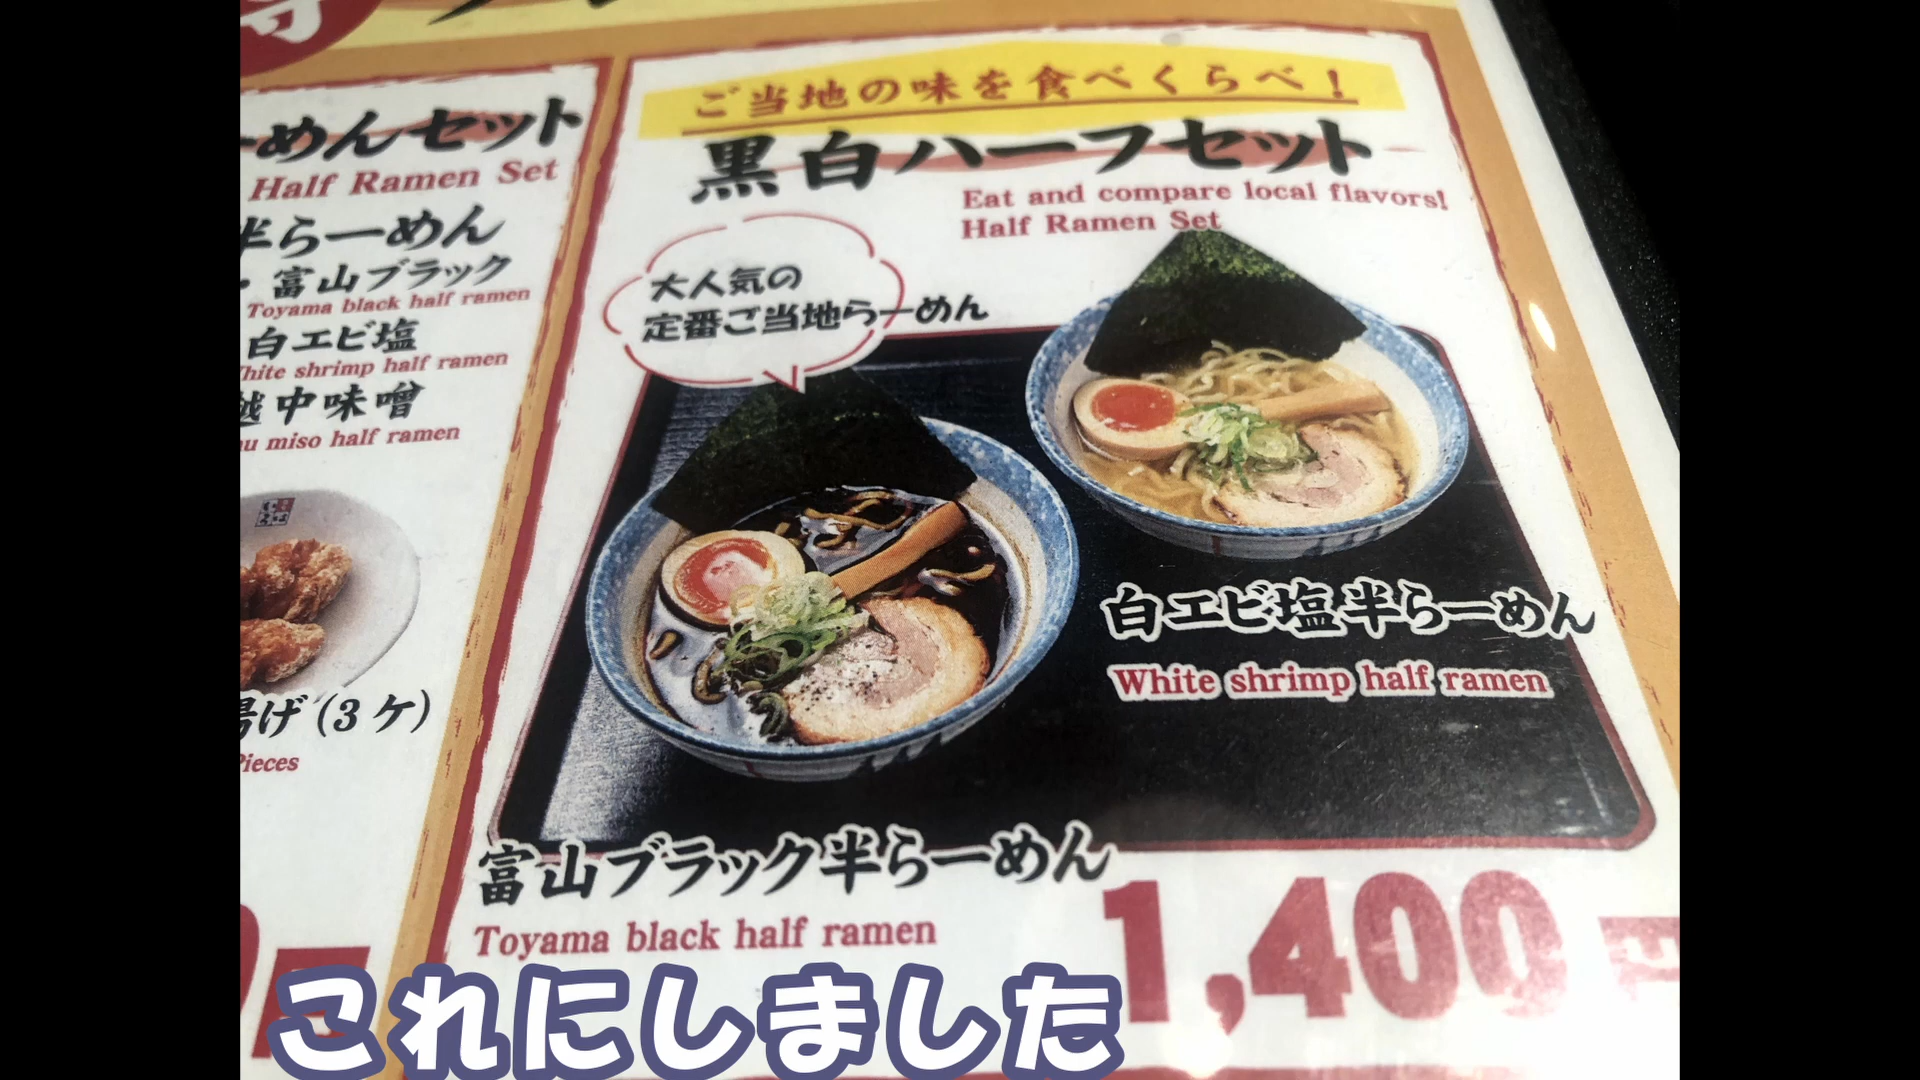 めんセット
Half Ramen Set
半らーめん
・富山ブラック
Toyama black half ramen
白エビ塩
White shrimp half ramen
越中味噌
miso half ramen
揚げ(3ケ)
Pieces
ご当地の味を食べくらべ!
黒白ハーフセット
Eat and compare local flavors!
Half Ramen Set
大人気の
定番ご当地らーめん
白エビ塩半らーめん
White shrimp half ramen
富山ブラック半らーめん
Toyama black half ramen
1,400円
これにしました